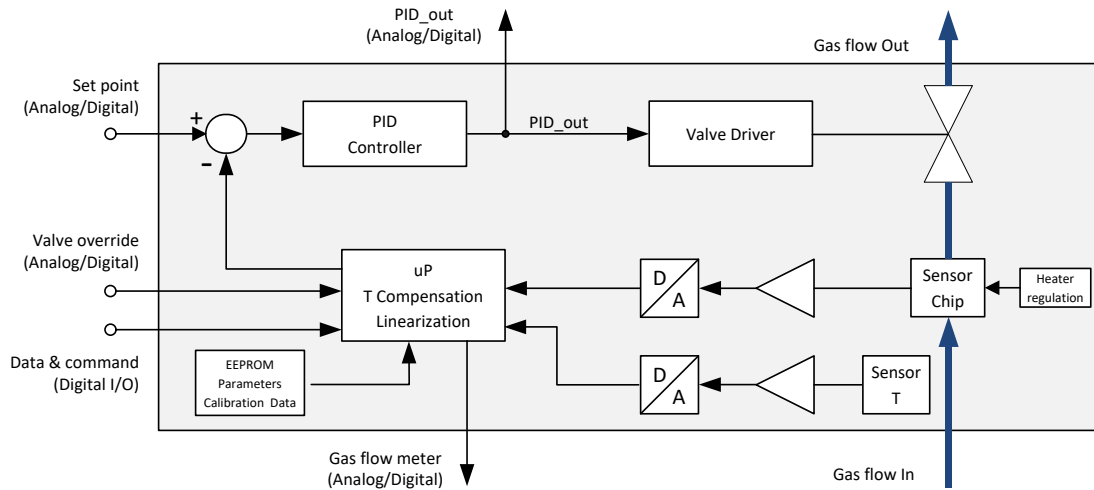 PID_out
(Analog/Digital)
Gas flow Out
Set point
(Analog/Digital)
+
-
PID
Controller
PID_out
Valve Driver
Valve override
(Analog/Digital)
uP
T Compensation
Linearization
D
A
Sensor
Chip
Heater
regulation
Data & command
(Digital I/O)
EEPROM
Parameters
Calibration Data
D
A
Sensor
T
Gas flow meter
(Analog/Digital)
Gas flow In